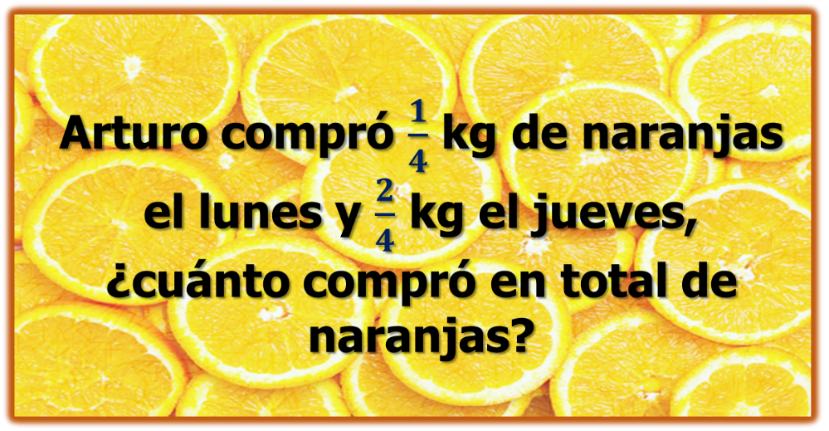 Arturo compró 1/4 kg de naranjas
el lunes y 2/4 kg el jueves,
¿cuánto compró en total de
naranjas?